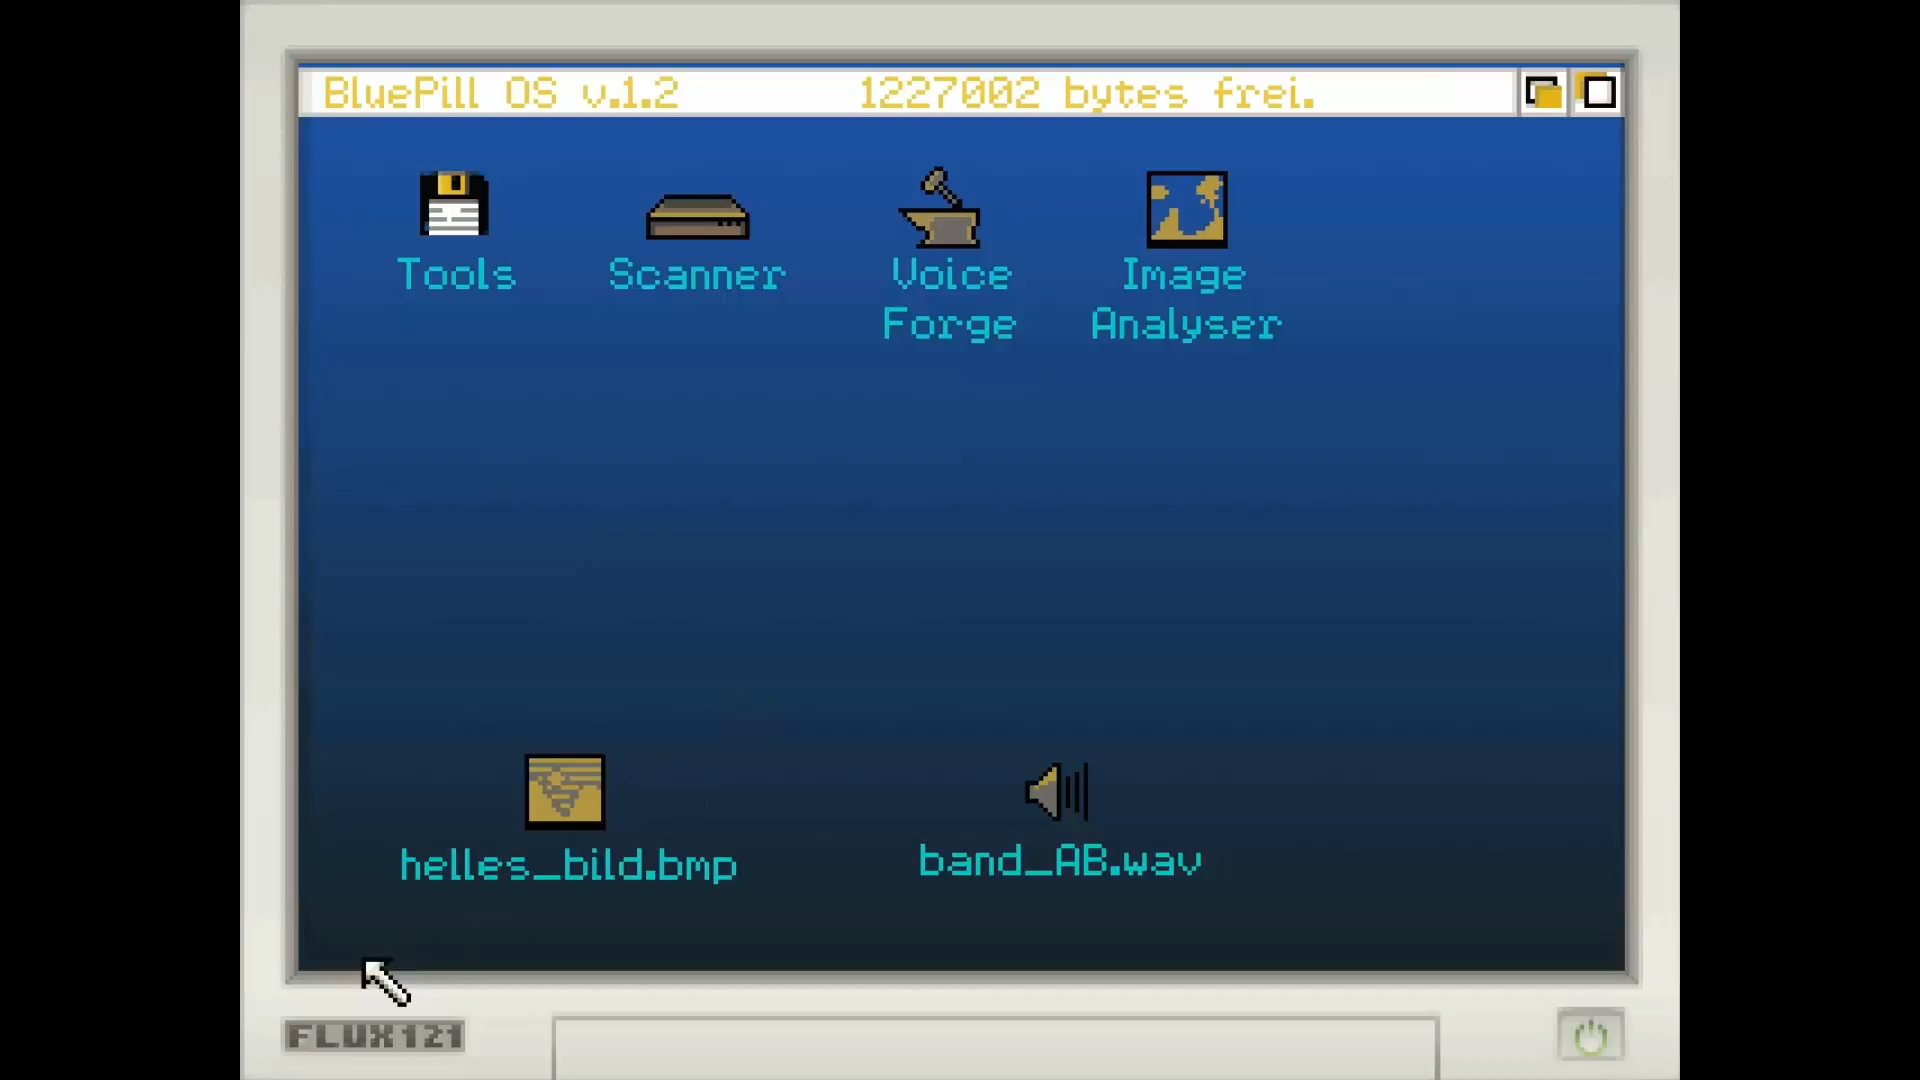 BluePill OS v.1.2 1227002 bytes frei.
Tools
Scanner
Voice
Forge
Image
Analyser
helles_bild.bmp
band_AB.wav
FLUX121